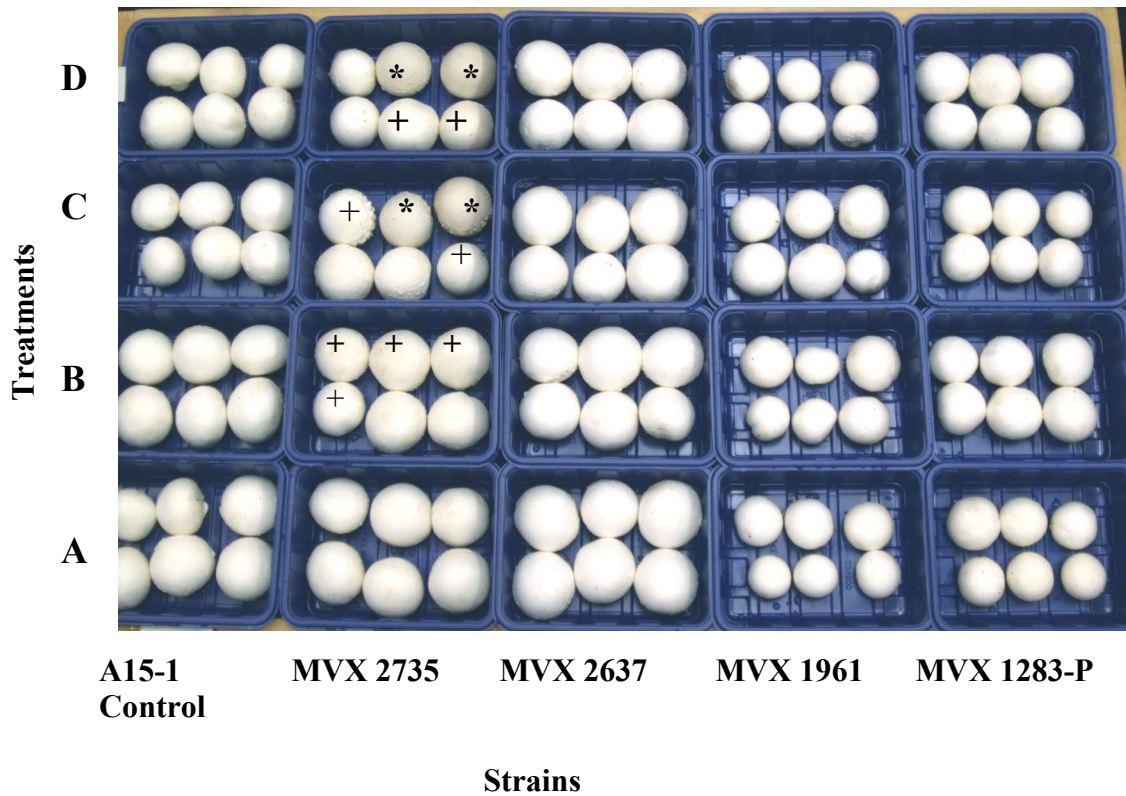 D
* *
+ +
C
+ * *
+
Treatments
B
+ + +
+
A
A15-1 MVX 2735 MVX 2637 MVX 1961 MVX 1283-P
Control
Strains